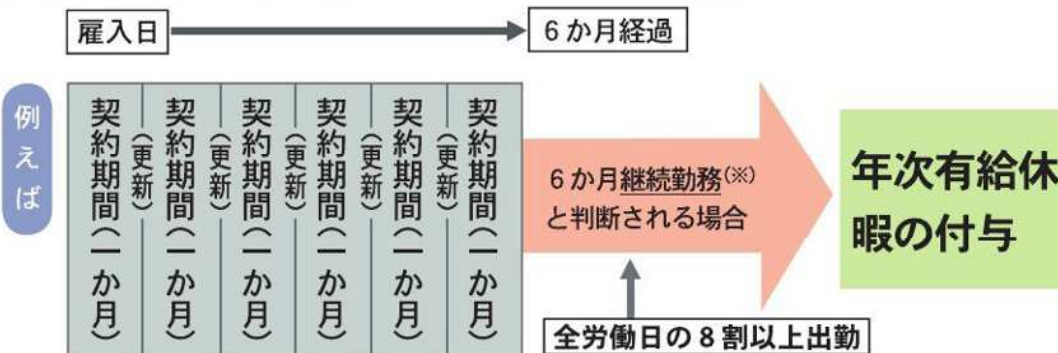 雇入日
6か月経過
例えば
契約期間(一か月)
(更新)
契約期間(一か月)
(更新)
契約期間(一か月)
(更新)
契約期間(一か月)
(更新)
契約期間(一か月)
(更新)
契約期間(一か月)
6か月継続勤務(※)
と判断される場合
全労働日の8割以上出勤
年次有給休
暇の付与